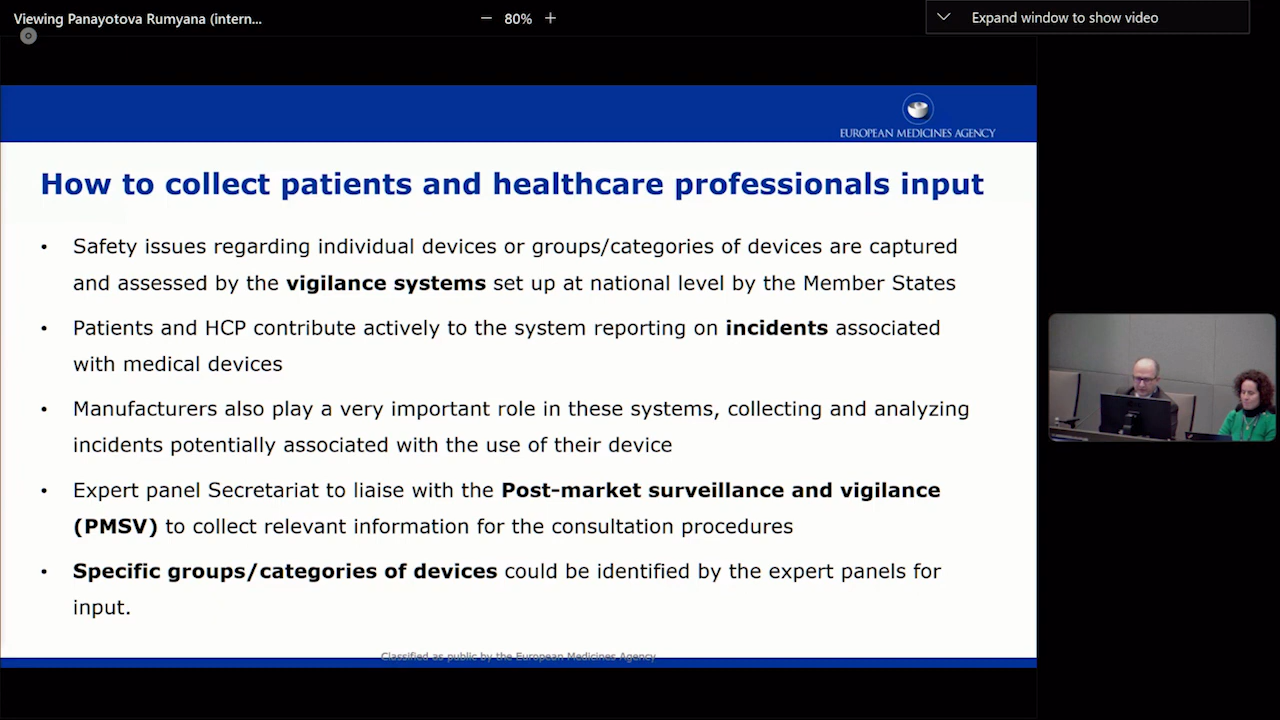 Viewing Panayotova Rumyana (intern...
80%
Expand window to show video
EUROPEAN MEDICINES AGENCY
How to collect patients and healthcare professionals input
• Safety issues regarding individual devices or groups/categories of devices are captured
and assessed by the vigilance systems set up at national level by the Member States
• Patients and HCP contribute actively to the system reporting on incidents associated
with medical devices
• Manufacturers also play a very important role in these systems, collecting and analyzing
incidents potentially associated with the use of their device
• Expert panel Secretariat to liaise with the Post-market surveillance and vigilance
(PMSV) to collect relevant information for the consultation procedures
• Specific groups/categories of devices could be identified by the expert panels for
input.
Classified as public by the European Medicines Agency